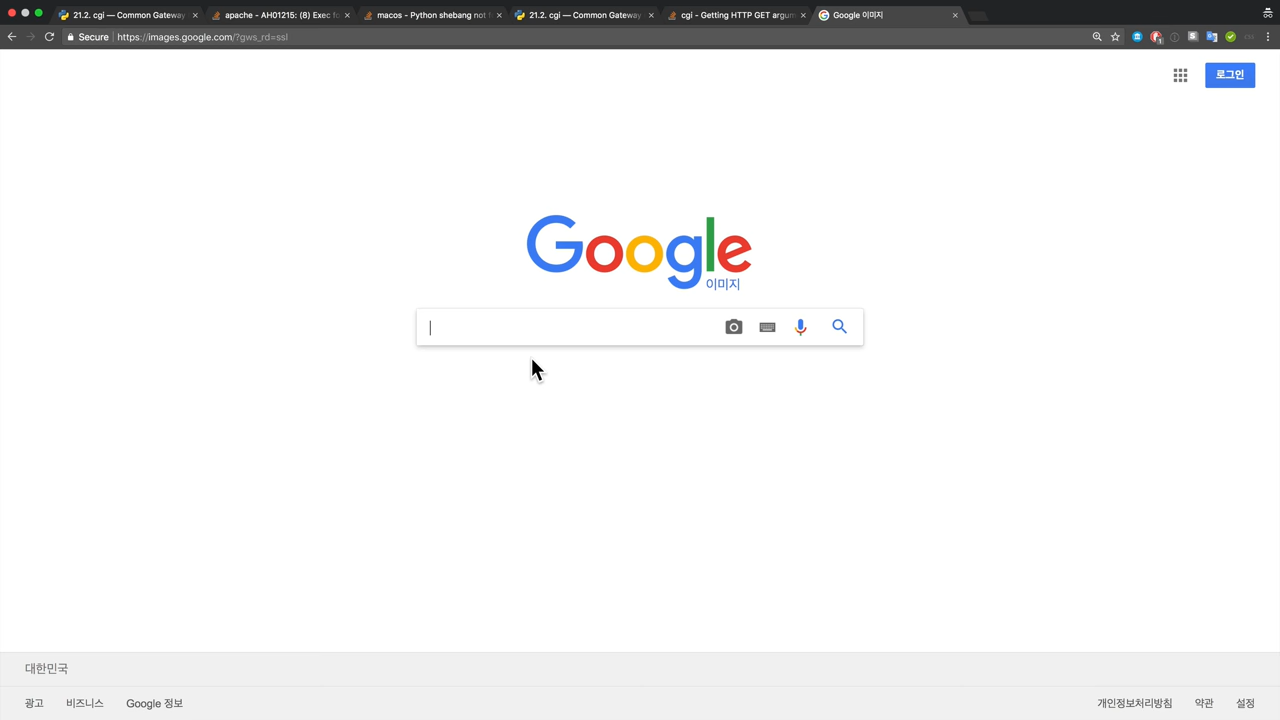 21.2. cgi — Common Gateway
apache - AH01215: (8) Exec fo
macos - Python shebang not f
21.2. cgi — Common Gateway
cgi - Getting HTTP GET argum
Google 이미지
Secure
https://images.google.com/?gws_rd=ssl
로그인
Google
이미지
대한민국
광고 비즈니스 Google 정보 개인정보처리방침 약관 설정